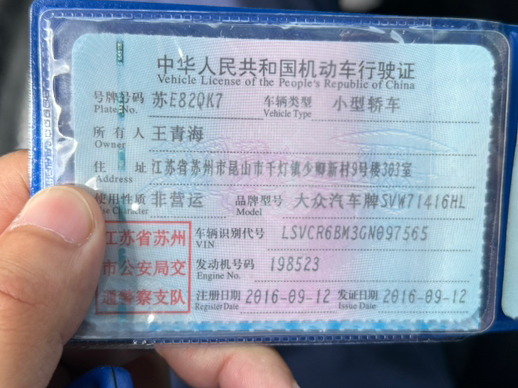 中华人民共和国机动车行驶证
Vehicle License of the People's Republic of China
号牌号码 苏E820K7 车辆类型 小型轿车
Plate No. Vehicle Type
所有人 王青海
Owner
住址 江苏省苏州市昆山市千灯镇少卿新村9号楼303室
Address
使用性质 非营运 品牌型号 大众汽车牌SVW71416HL
Character Model
江苏省苏州
市公安局交
通警察支队
车辆识别代号 LSVCR6BM3GN097565
VIN
发动机号码 198523
Engine No.
注册日期 2016-09-12 发证日期 2016-09-12
Register Date Issue Date